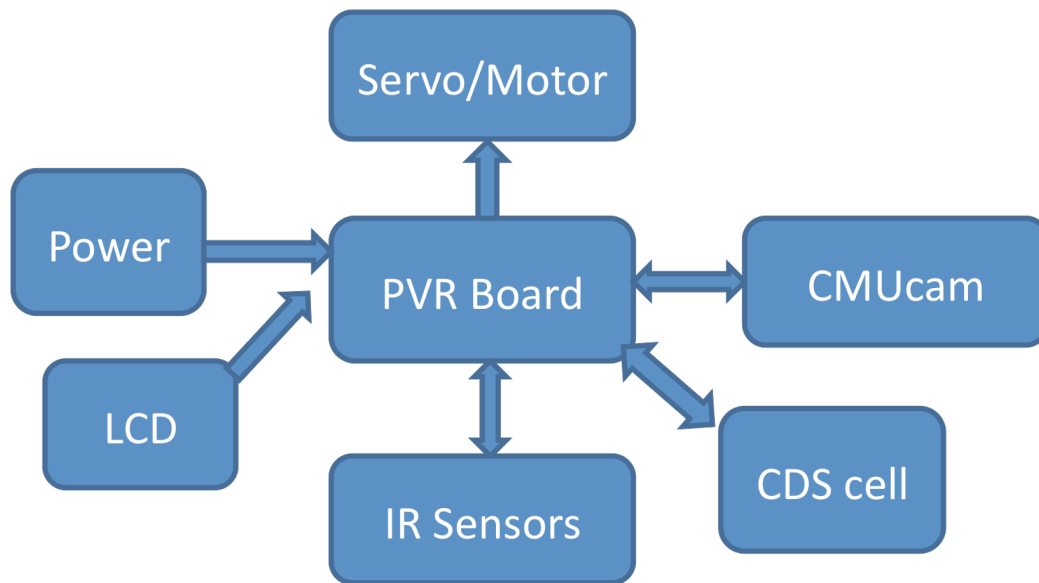 Servo/Motor
Power
PVR Board
CMUcam
LCD
CDS cell
IR Sensors